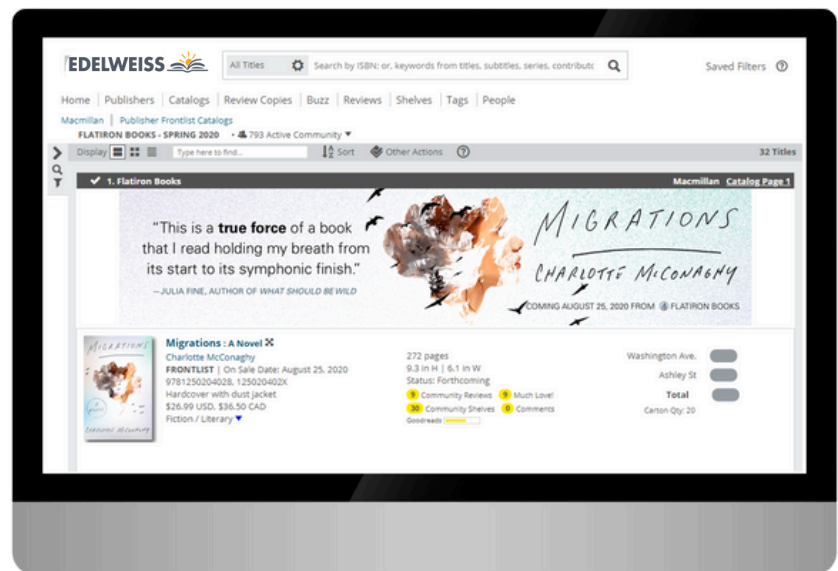 EDELWEISS
All Titles
Search by ISBN; or, keywords from titles, subtitles, series, contributo
Saved Filters ?
Home | Publishers | Catalogs | Review Copies | Buzz | Reviews | Shelves | Tags | People
Macmillan | Publisher Frontlist Catalogs
FLATIRON BOOKS - SPRING 2020 • 793 Active Community ▼
Display Type here to find... Sort Other Actions ? 32 Titles
✓ 1. Flatiron Books Macmillan Catalog Page 1
"This is a true force of a book
that I read holding my breath from
its start to its symphonic finish."
—JULIA FINE, AUTHOR OF WHAT SHOULD BE WILD
MIGRATIONS
CHARLOTTE McCONAGHY
COMING AUGUST 25, 2020 FROM FLATIRON BOOKS
MIGRATIONS
CHARLOTTE McCONAGHY
Migrations : A Novel
Charlotte McConaghy
FRONTLIST | On Sale Date: August 25, 2020
9781250204028, 125020402X
Hardcover with dust jacket
$26.99 USD, $36.50 CAD
Fiction / Literary ▼
272 pages
9.3 in H | 6.1 in W
Status: Forthcoming
9 Community Reviews 9 Much Love!
30 Community Shelves 0 Comments
Goodreads
Washington Ave.
Ashley St
Total
Carton Qty: 20